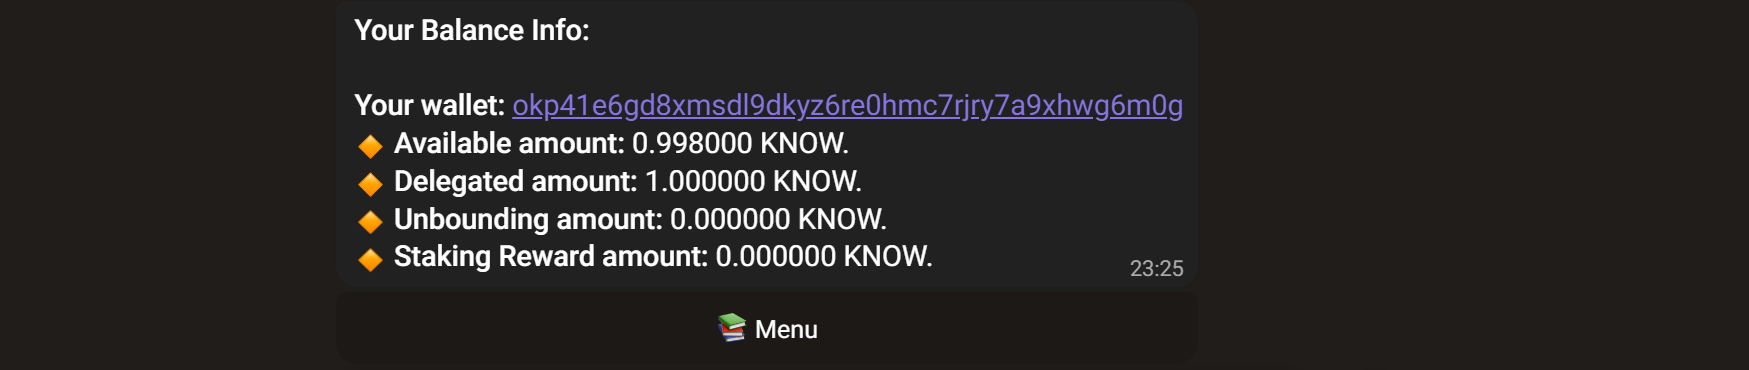 Your Balance Info:
Your wallet: okp41e6gd8xmsdl9dkyz6re0hmc7rjry7a9xhwg6m0g
🔸 Available amount: 0.998000 KNOW.
🔸 Delegated amount: 1.000000 KNOW.
🔸 Unbounding amount: 0.000000 KNOW.
🔸 Staking Reward amount: 0.000000 KNOW.
23:25
📚 Menu